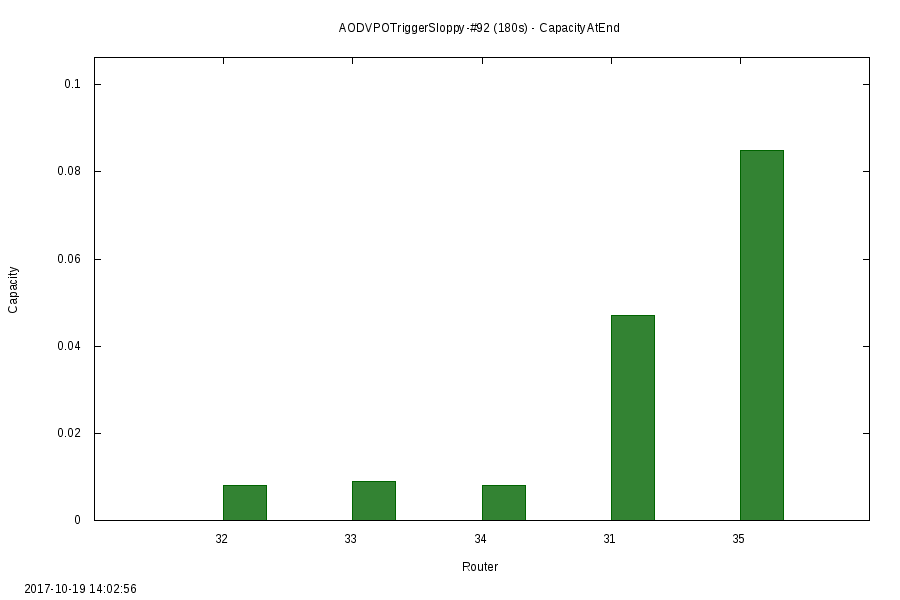 AODVPOTriggerSloppy-#92 (180s) - CapacityAtEnd
0.1
0.08
0.06
0.04
0.02
0
Capacity
32 33 34 31 35
Router
2017-10-19 14:02:56